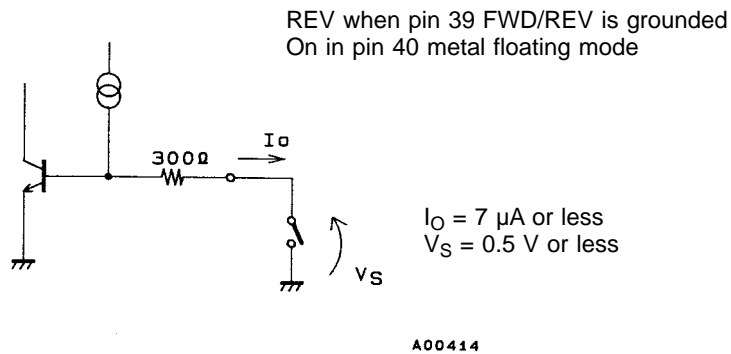 REV when pin 39 FWD/REV is grounded
On in pin 40 metal floating mode
Io
300Ω
IO = 7 µA or less
VS = 0.5 V or less
VS
A00414